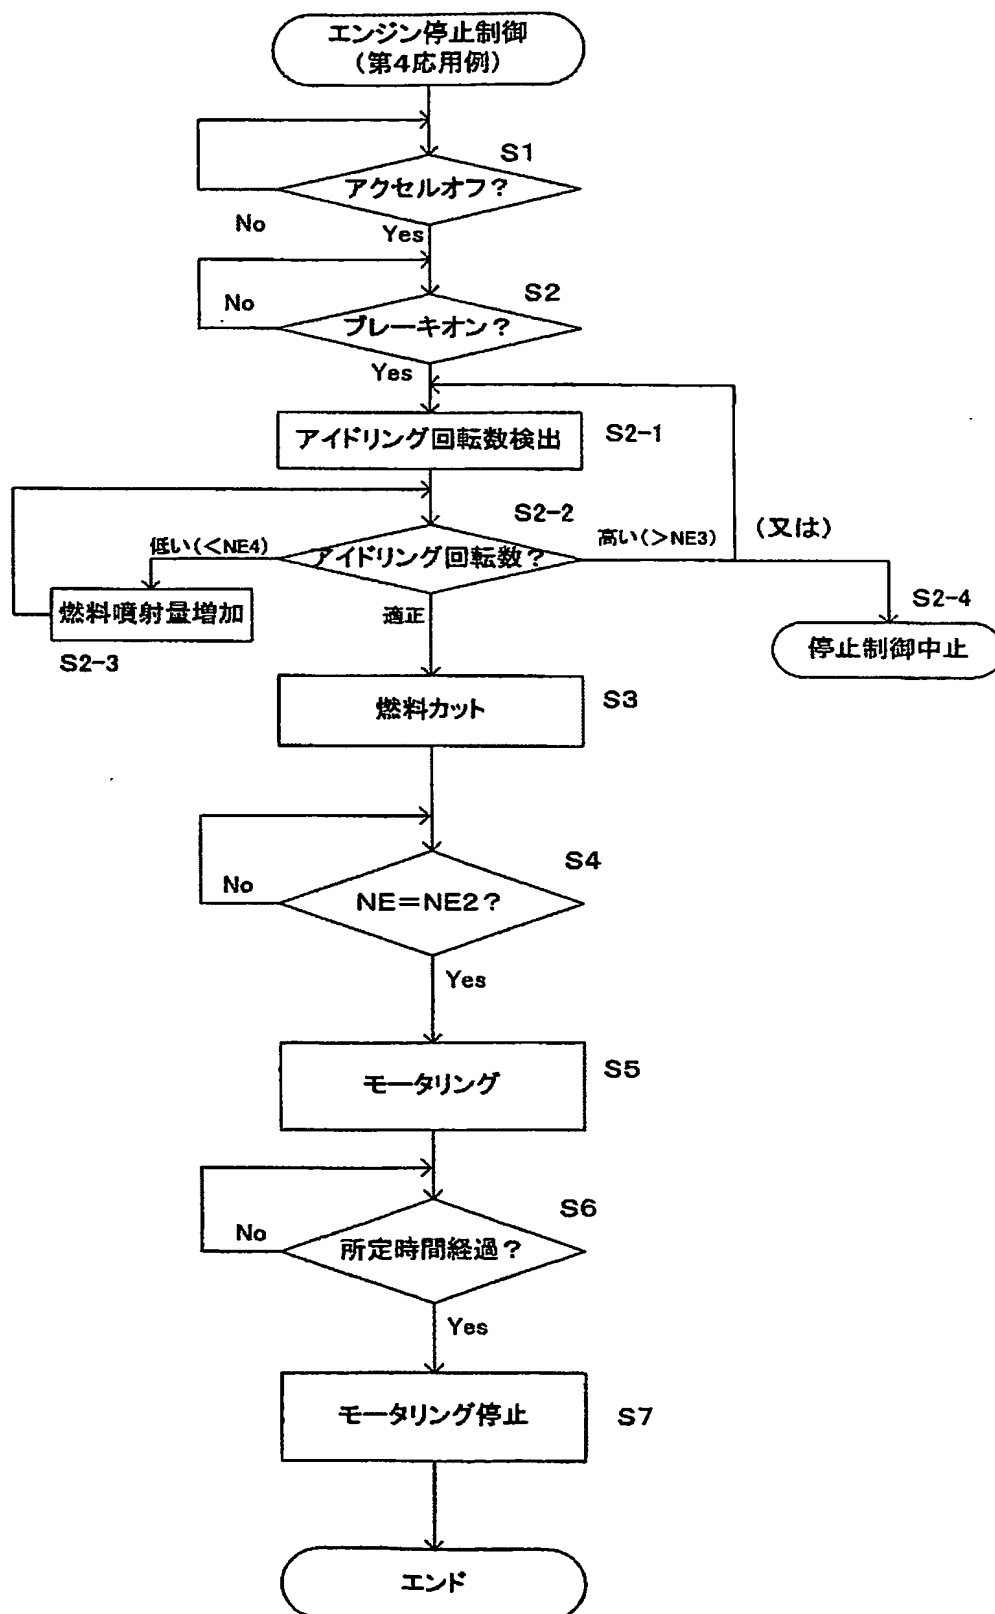 エンジン停止制御
（第4応用例）
S1
アクセルオフ？
No
Yes
S2
No
ブレーキオン？
Yes
アイドリング回転数検出
S2-1
S2-2
低い（＜NE4）
アイドリング回転数？
高い（＞NE3）
（又は）
燃料噴射量増加
S2-3
適正
S2-4
停止制御中止
燃料カット
S3
S4
No
NE＝NE2？
Yes
モータリング
S5
S6
No
所定時間経過？
Yes
モータリング停止
S7
エンド